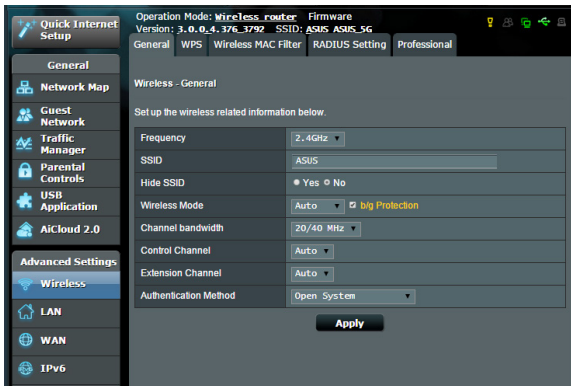 Quick Internet
Setup
Operation Mode: Wireless router Firmware
Version: 3.0.0.4.376_3792 SSID: ASUS ASUS_5G
General WPS Wireless MAC Filter RADIUS Setting Professional
General
Network Map
Guest
Network
Traffic
Manager
Parental
Controls
USB
Application
AiCloud 2.0
Advanced Settings
Wireless
LAN
WAN
IPv6
Wireless - General
Set up the wireless related information below.
Frequency 2.4GHz
SSID ASUS
Hide SSID Yes No
Wireless Mode Auto b/g Protection
Channel bandwidth 20/40 MHz
Control Channel Auto
Extension Channel Auto
Authentication Method Open System
Apply